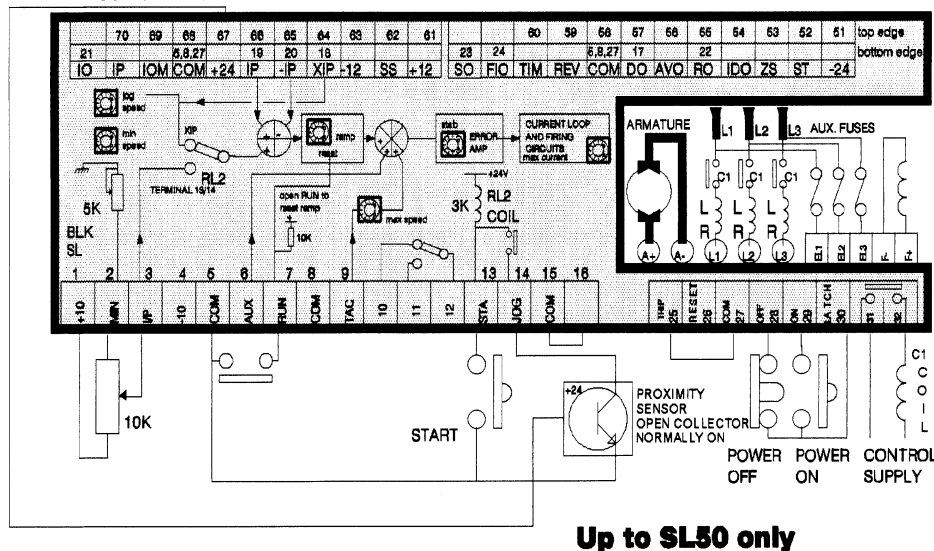 70 69 68 67 66 65 64 63 62 61 60 59 58 57 56 55 54 53 52 51 top edge
21 6,8,27 19 20 18 23 24 6,8,27 17 22 bottom edge
IO IP IOM COM +24 IP -IP XIP -12 SS +12 SO FIO TIM REV COM DO AVO RO IDO ZS ST -24
jog speed
min speed
XIP
RL2
TERMINAL 13/14
5K
BLK
SL
ramp
reset
open RUN to
reset ramp
10K
max speed
stab
ERROR
AMP
CURRENT LOOP
AND FIRING
CIRCUITS
max current
+24V
3K
RL2
COIL
ARMATURE
L1 L2 L3 AUX. FUSES
C1 C1 C1
L L L
R R R
A+ A- L1 L2 L3 EL1 EL2 EL3 F- F+
1 2 3 4 5 6 7 8 9 10 11 12 13 14 15 16
+10 MIN I/P -10 COM AUX RUN COM TAC STA JOG COM
TRIP 25
RESET 26
COM 27
OFF 28
ON 29
LATCH 30
31
32
10K
START
+24
PROXIMITY
SENSOR
OPEN COLLECTOR
NORMALLY ON
C1
COIL
POWER OFF
POWER ON
CONTROL SUPPLY
Up to SL50 only